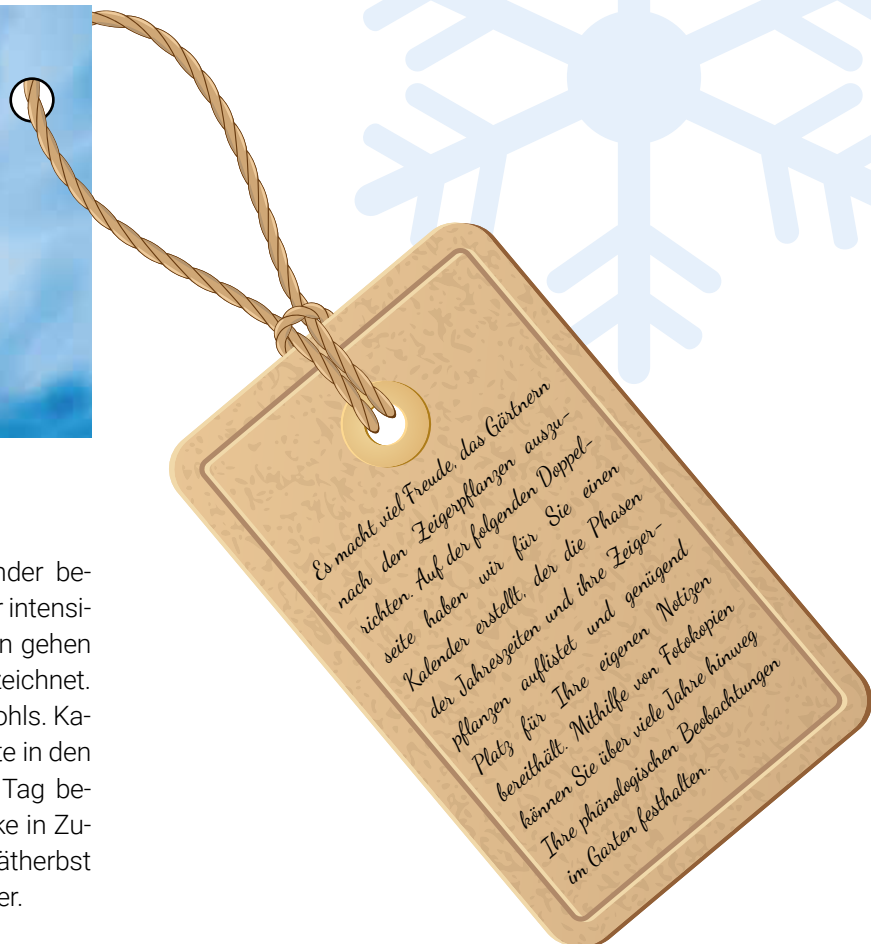 nder be-
r intensi-
n gehen
eichnet.
ohls. Ka-
te in den
Tag be-
ke in Zu-
ätherbst
er.
Es macht viel Freude, das Gärtnern
nach den Zeigerpflanzen auszu-
richten. Auf der folgenden Doppel-
seite haben wir für Sie einen
Kalender erstellt, der die Phasen
der Jahreszeiten und ihre Zeiger-
pflanzen auflistet und genügend
Platz für Ihre eigenen Notizen
bereithält. Mithilfe von Fotokopien
können Sie über viele Jahre hinweg
Ihre phänologischen Beobachtungen
im Garten festhalten.